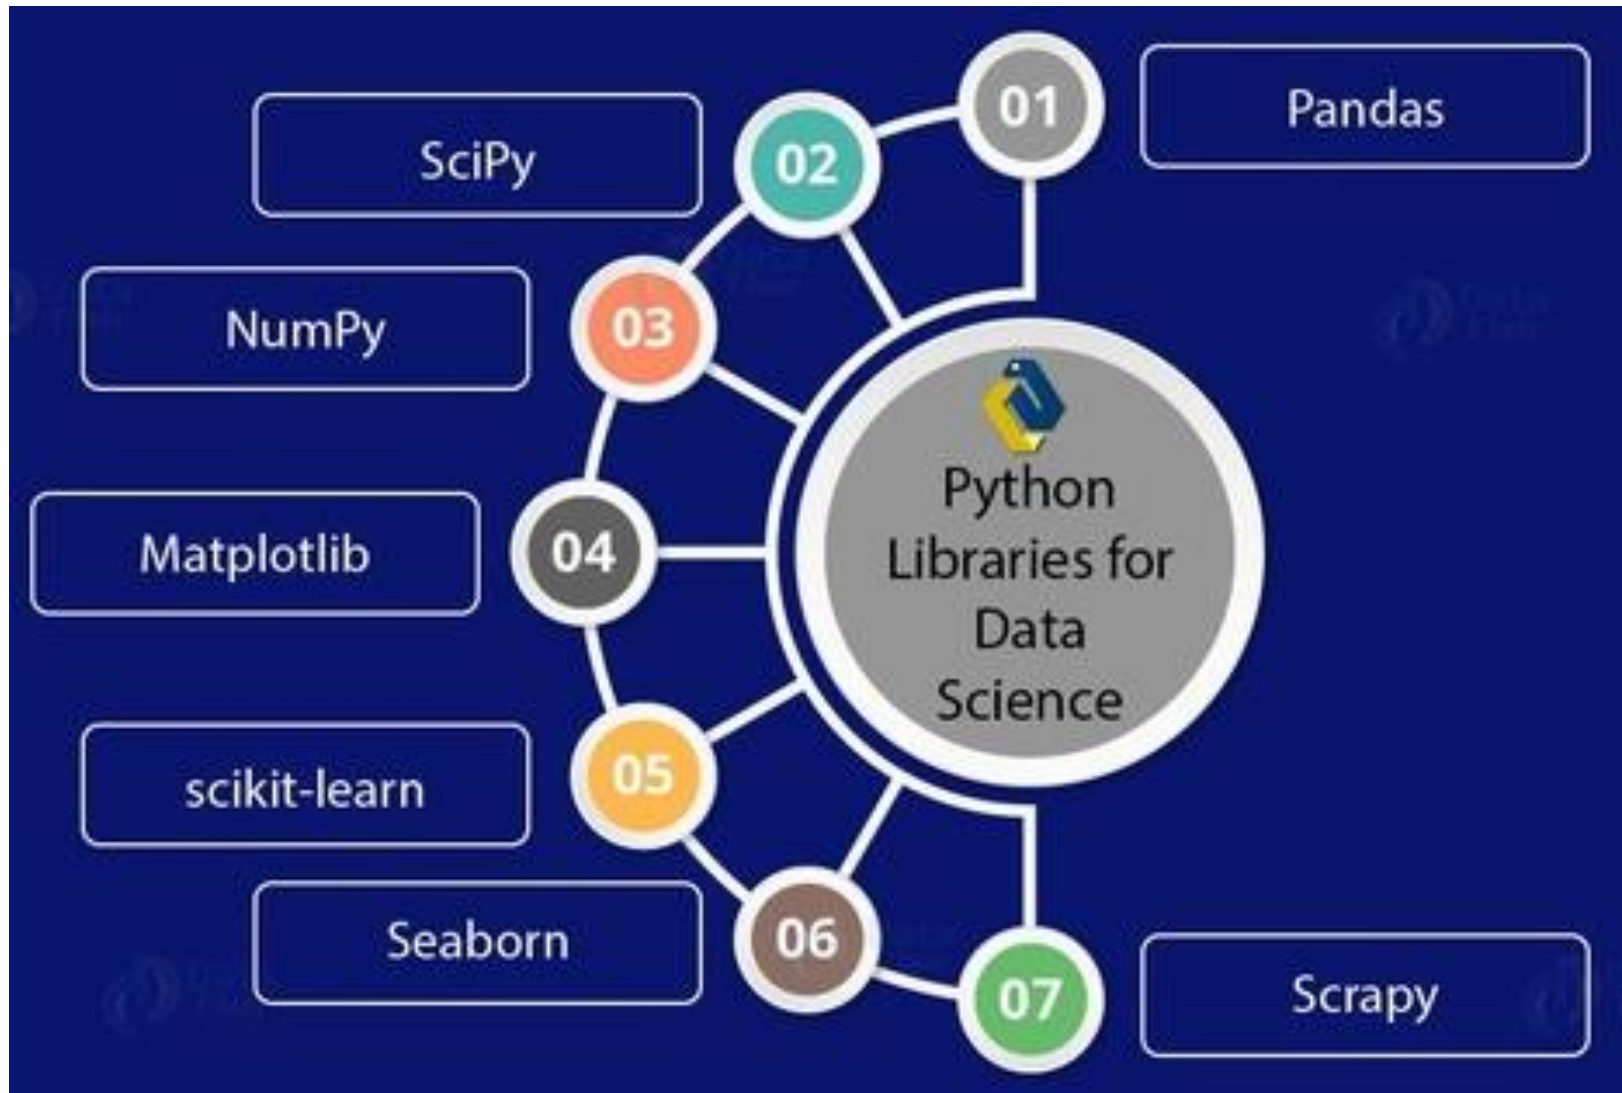 01
Pandas
02
SciPy
03
NumPy
04
Matplotlib
05
scikit-learn
06
Seaborn
07
Scrapy
Python
Libraries for
Data
Science